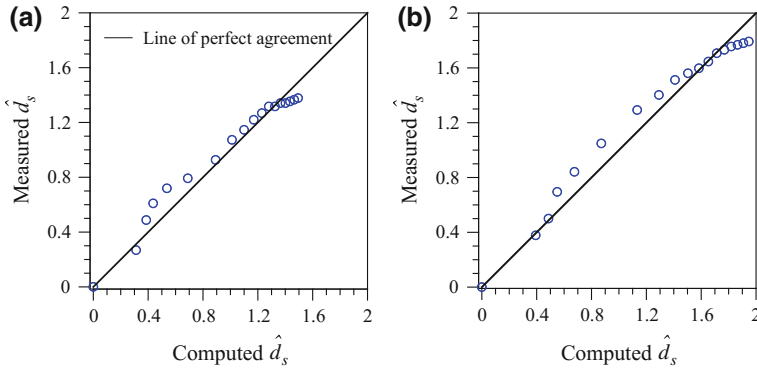 (a)
Line of perfect agreement
Measured d̂ₛ
2
1.6
1.2
0.8
0.4
0
0 0.4 0.8 1.2 1.6 2
Computed d̂ₛ
(b)
Measured d̂ₛ
2
1.6
1.2
0.8
0.4
0
0 0.4 0.8 1.2 1.6 2
Computed d̂ₛ